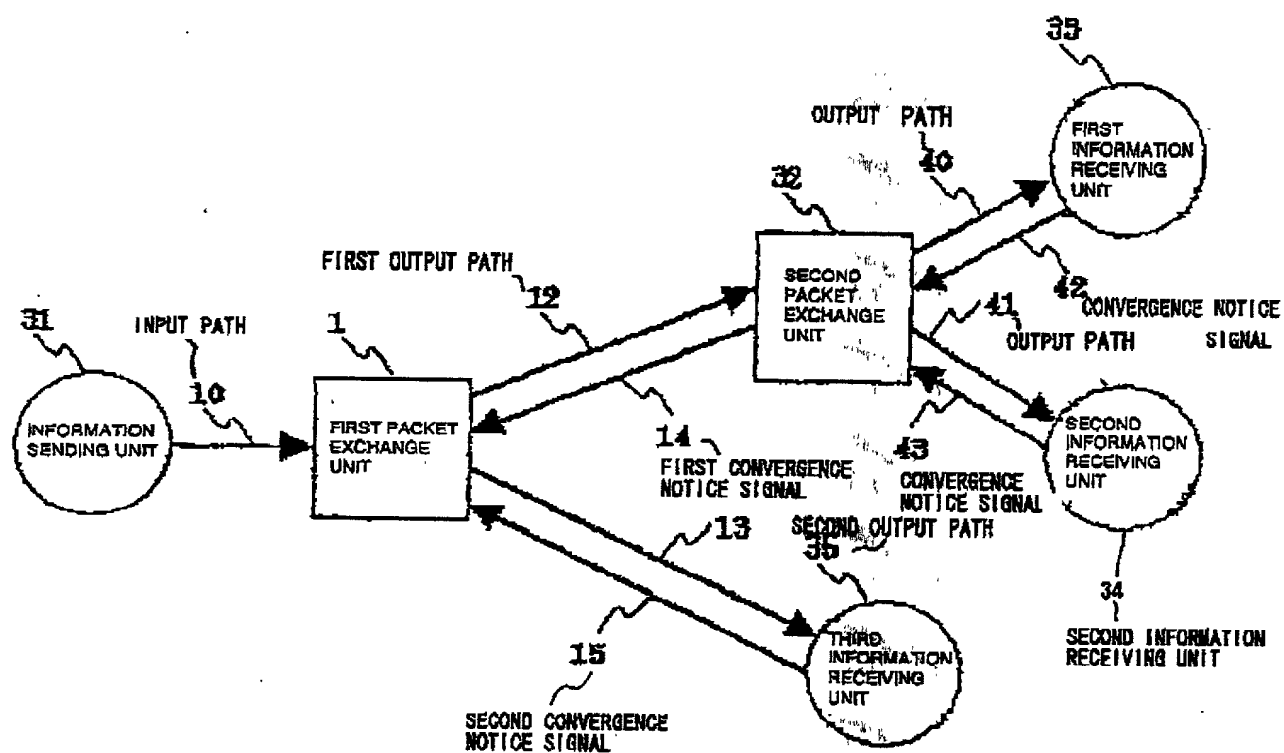 35
OUTPUT PATH
40
FIRST
INFORMATION
RECEIVING
UNIT
32
FIRST OUTPUT PATH
12
SECOND
PACKET
EXCHANGE
UNIT
42
CONVERGENCE NOTICE
SIGNAL
41
OUTPUT PATH
31
INPUT PATH
10
1
INFORMATION
SENDING UNIT
FIRST PACKET
EXCHANGE
UNIT
14
FIRST CONVERGENCE
NOTICE SIGNAL
43
CONVERGENCE
NOTICE SIGNAL
SECOND
INFORMATION
RECEIVING
UNIT
13
SECOND OUTPUT PATH
35
34
SECOND INFORMATION
RECEIVING UNIT
THIRD
INFORMATION
RECEIVING
UNIT
15
SECOND CONVERGENCE
NOTICE SIGNAL